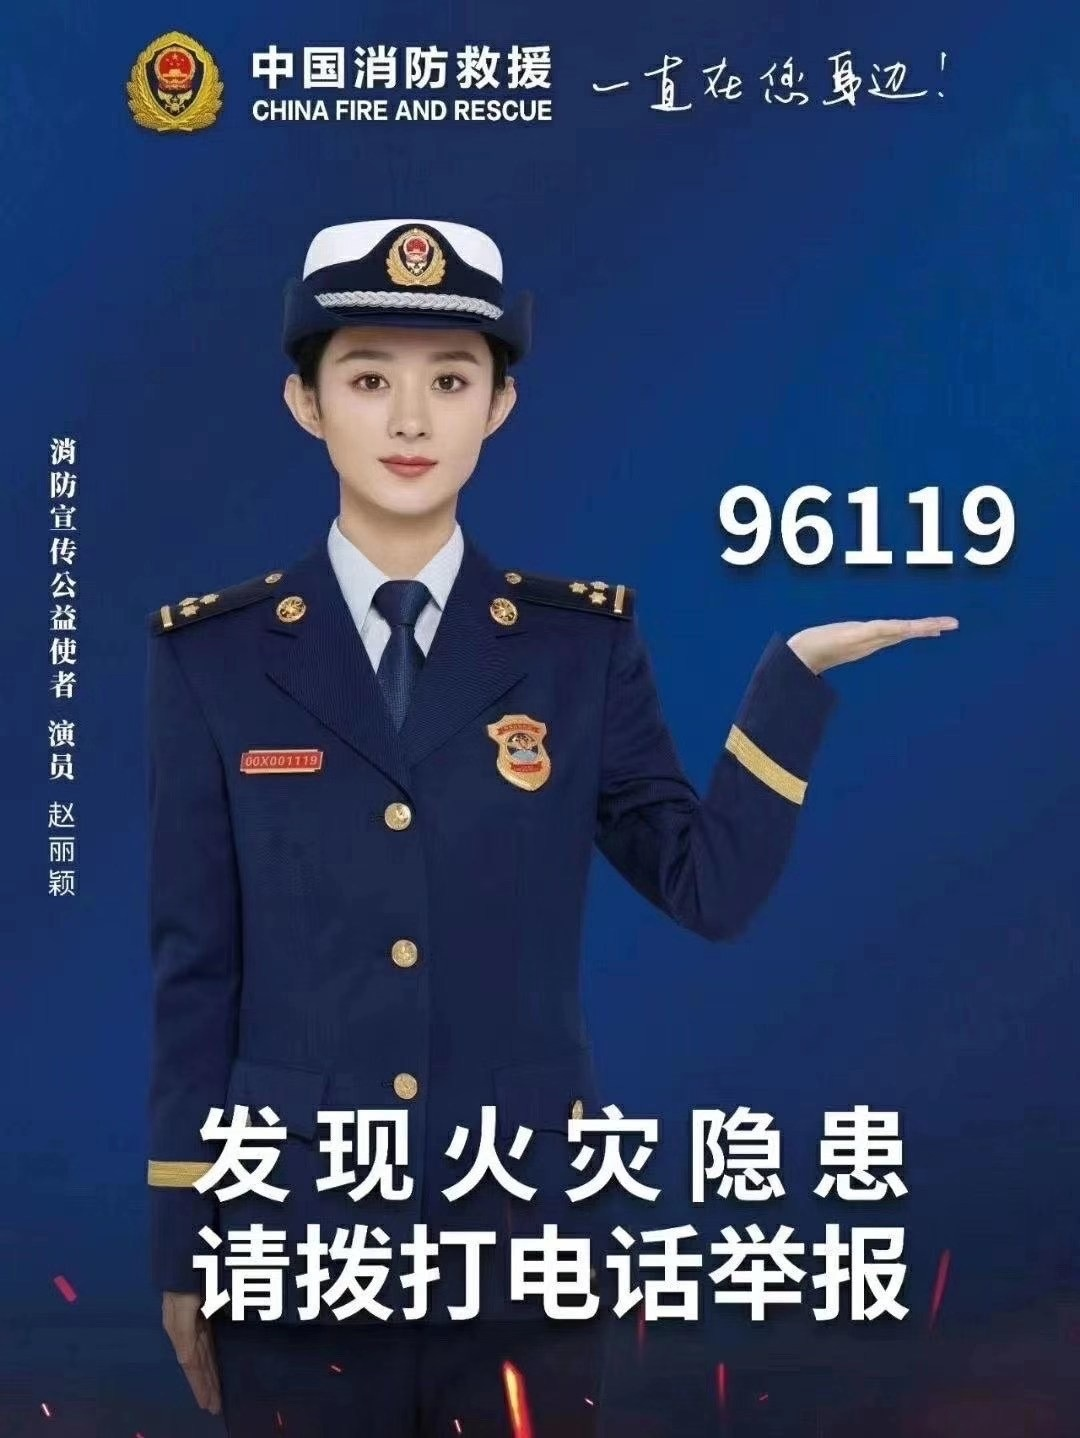 中国消防救援
CHINA FIRE AND RESCUE
一直在您身边！
消防宣传公益使者 演员 赵丽颖
96119
00X001119
发现火灾隐患
请拨打电话举报